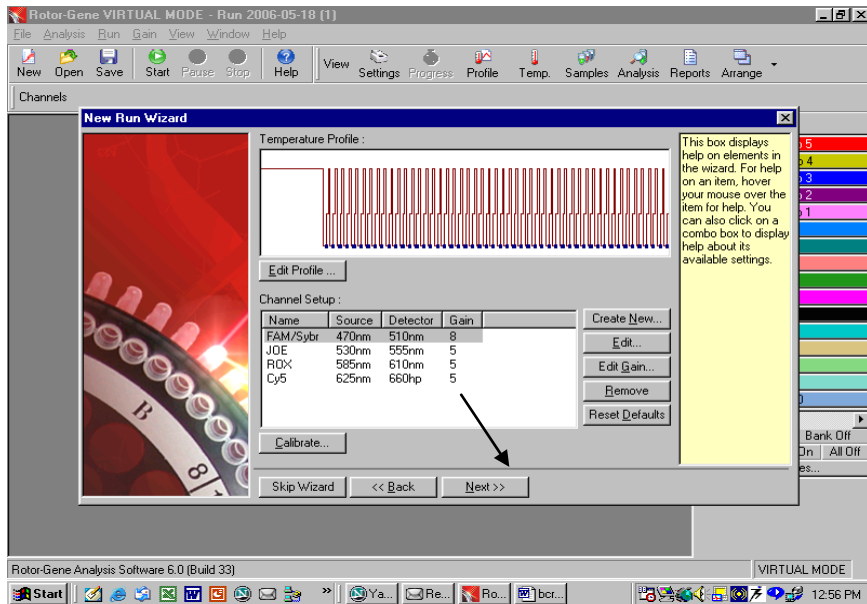 Rotor-Gene VIRTUAL MODE - Run 2006-05-18 (1)
File Analysis Run Gain View Window Help
New Open Save Start Pause Stop Help View Settings Progress Profile Temp. Samples Analysis Reports Arrange
Channels
New Run Wizard
Temperature Profile :
This box displays
help on elements in
the wizard. For help
on an item, hover
your mouse over the
item for help. You
can also click on a
combo box to display
help about its
available settings.
5
4
3
2
1
Edit Profile ...
Channel Setup :
Name Source Detector Gain
FAM/Sybr 470nm 510nm 8
JOE 530nm 555nm 5
ROX 585nm 610nm 5
Cy5 625nm 660hp 5
Create New...
Edit...
Edit Gain...
Remove
Reset Defaults
Calibrate...
B
8
Skip Wizard << Back Next >>
Bank Off
On All Off
es...
Rotor-Gene Analysis Software 6.0 (Build 33) VIRTUAL MODE
Start » Ya... Re... Ro... bcr... 12:56 PM